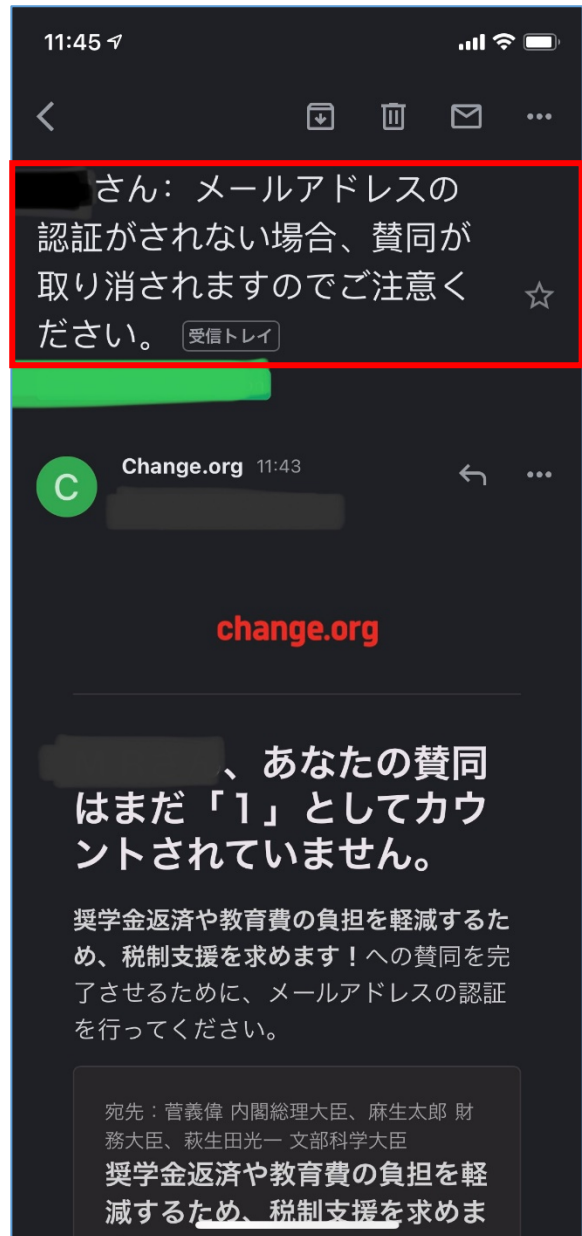 11:45
さん：メールアドレスの
認証がされない場合、賛同が
取り消されますのでご注意く
ださい。 受信トレイ
C
Change.org 11:43
change.org
、あなたの賛同
はまだ「1」としてカウ
ントされていません。
奨学金返済や教育費の負担を軽減するた
め、税制支援を求めます！への賛同を完
了させるために、メールアドレスの認証
を行ってください。
宛先：菅義偉 内閣総理大臣、麻生太郎 財
務大臣、萩生田光一 文部科学大臣
奨学金返済や教育費の負担を軽
減するため、税制支援を求めま